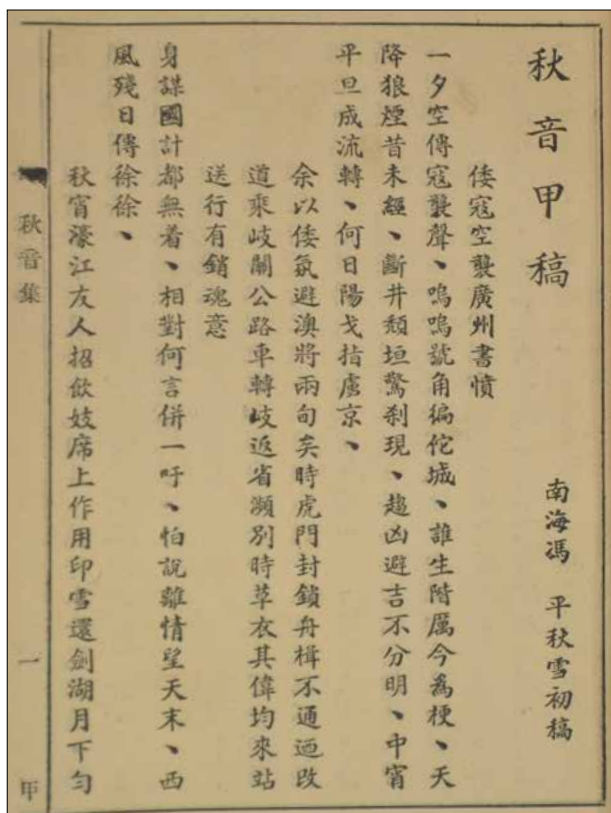 秋音甲稿
南海馮 平秋雪初稿
倭寇空襲廣州書憤
一夕空傳寇襲聲、嗚嗚號角徧佗城、誰生階厲今爲梗、天
降狼煙昔未經、斷井頹垣驚刹現、趨凶避吉不分明、中宵
平旦成流轉、何日陽戈指虜京、
余以倭氛避澳將兩旬矣時虎門封鎖舟楫不通迺改
道乘岐關公路車轉岐返省瀕別時草衣其偉均來站
送行有銷魂意
身謀國計都無着、相對何言併一吁、怕說離情望天末、西
風殘日傳徐徐、
秋宵濠江友人招飲妓席上作用印雪還劍湖月下勻
秋音集
一
甲